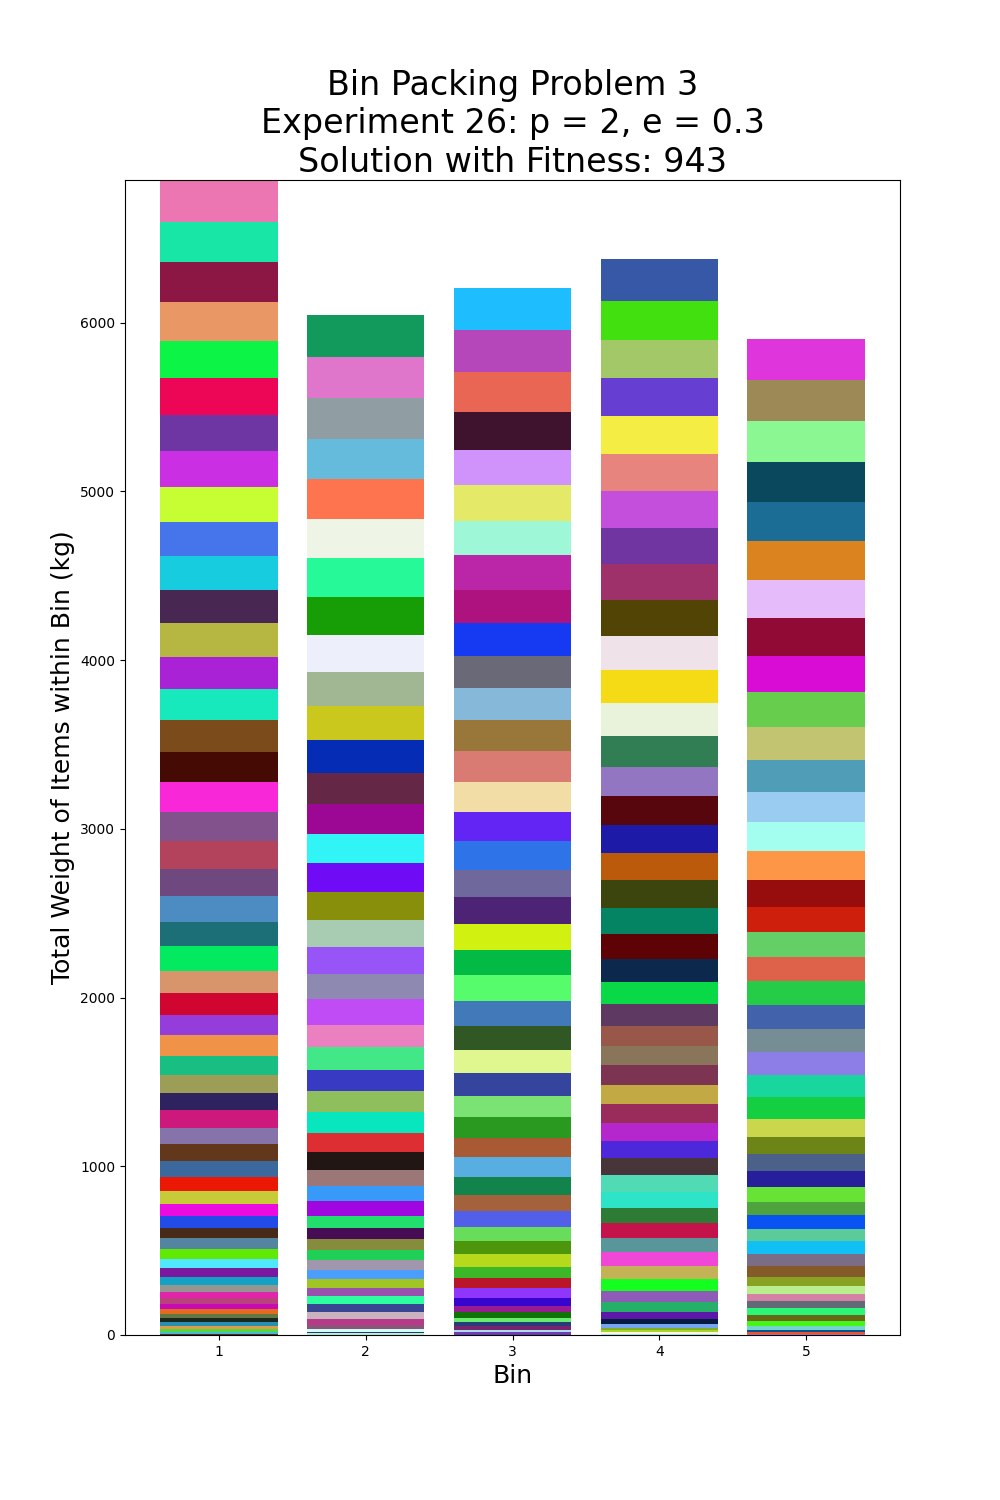 Bin Packing Problem 3
Experiment 26: p = 2, e = 0.3
Solution with Fitness: 943
Total Weight of Items within Bin (kg)
6000
5000
4000
3000
2000
1000
0
1 2 3 4 5
Bin